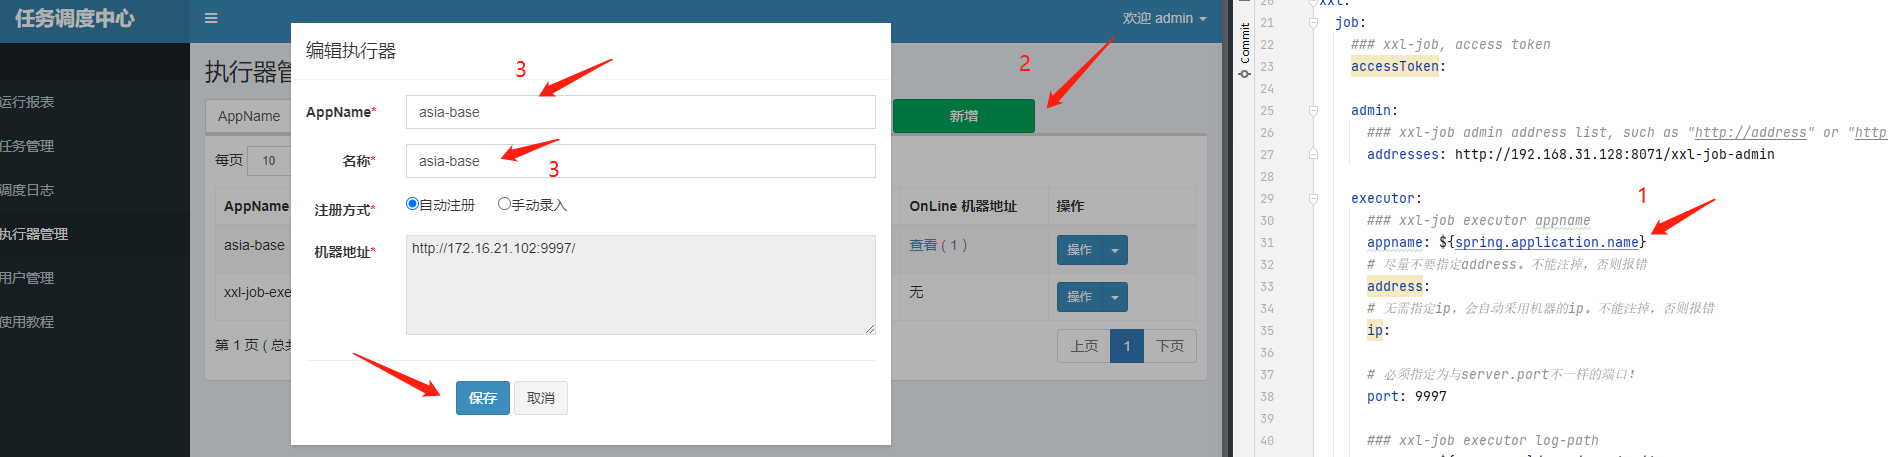 任务调度中心
欢迎 admin
运行报表
任务管理
调度日志
执行器管理
用户管理
使用教程
执行器管
AppName
新增
2
每页 10
AppName
OnLine 机器地址
操作
asia-base
查看 ( 1 )
操作
xxl-job-exe
无
操作
第 1 页 ( 总共
上页
1
下页
编辑执行器
3
AppName*
asia-base
名称*
asia-base
3
注册方式*
自动注册
手动录入
机器地址*
http://172.16.21.102:9997/
保存
取消
Commit
20 xxl:
21 job:
22 ### xxl-job, access token
23 accessToken:
24
25 admin:
26 ### xxl-job admin address list, such as "http://address" or "http
27 addresses: http://192.168.31.128:8071/xxl-job-admin
28
29 executor:
1
30 ### xxl-job executor appname
31 appname: ${spring.application.name}
32 # 尽量不要指定address。不能注掉，否则报错
33 address:
34 # 无需指定ip，会自动采用机器的ip。不能注掉，否则报错
35 ip:
36
37 # 必须指定为与server.port不一样的端口!
38 port: 9997
39
40 ### xxl-job executor log-path